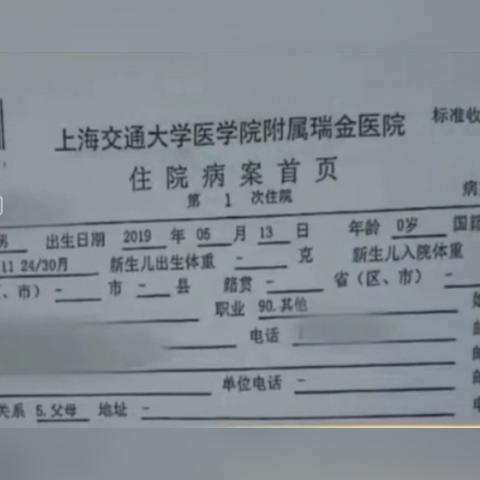 标准收
上海交通大学医学院附属瑞金医院
住院病案首页
第 1 次住院
病
男 出生日期 2019 年 05 月 13 日 年龄 0岁 国
11 24/30月 新生儿出生体重 - 克 新生儿入院体重
、市) - 市 - 县 籍贯 - 省(区、市) -
职业 90.其他
电话
单位电话 -
关系 5.父母 地址 -